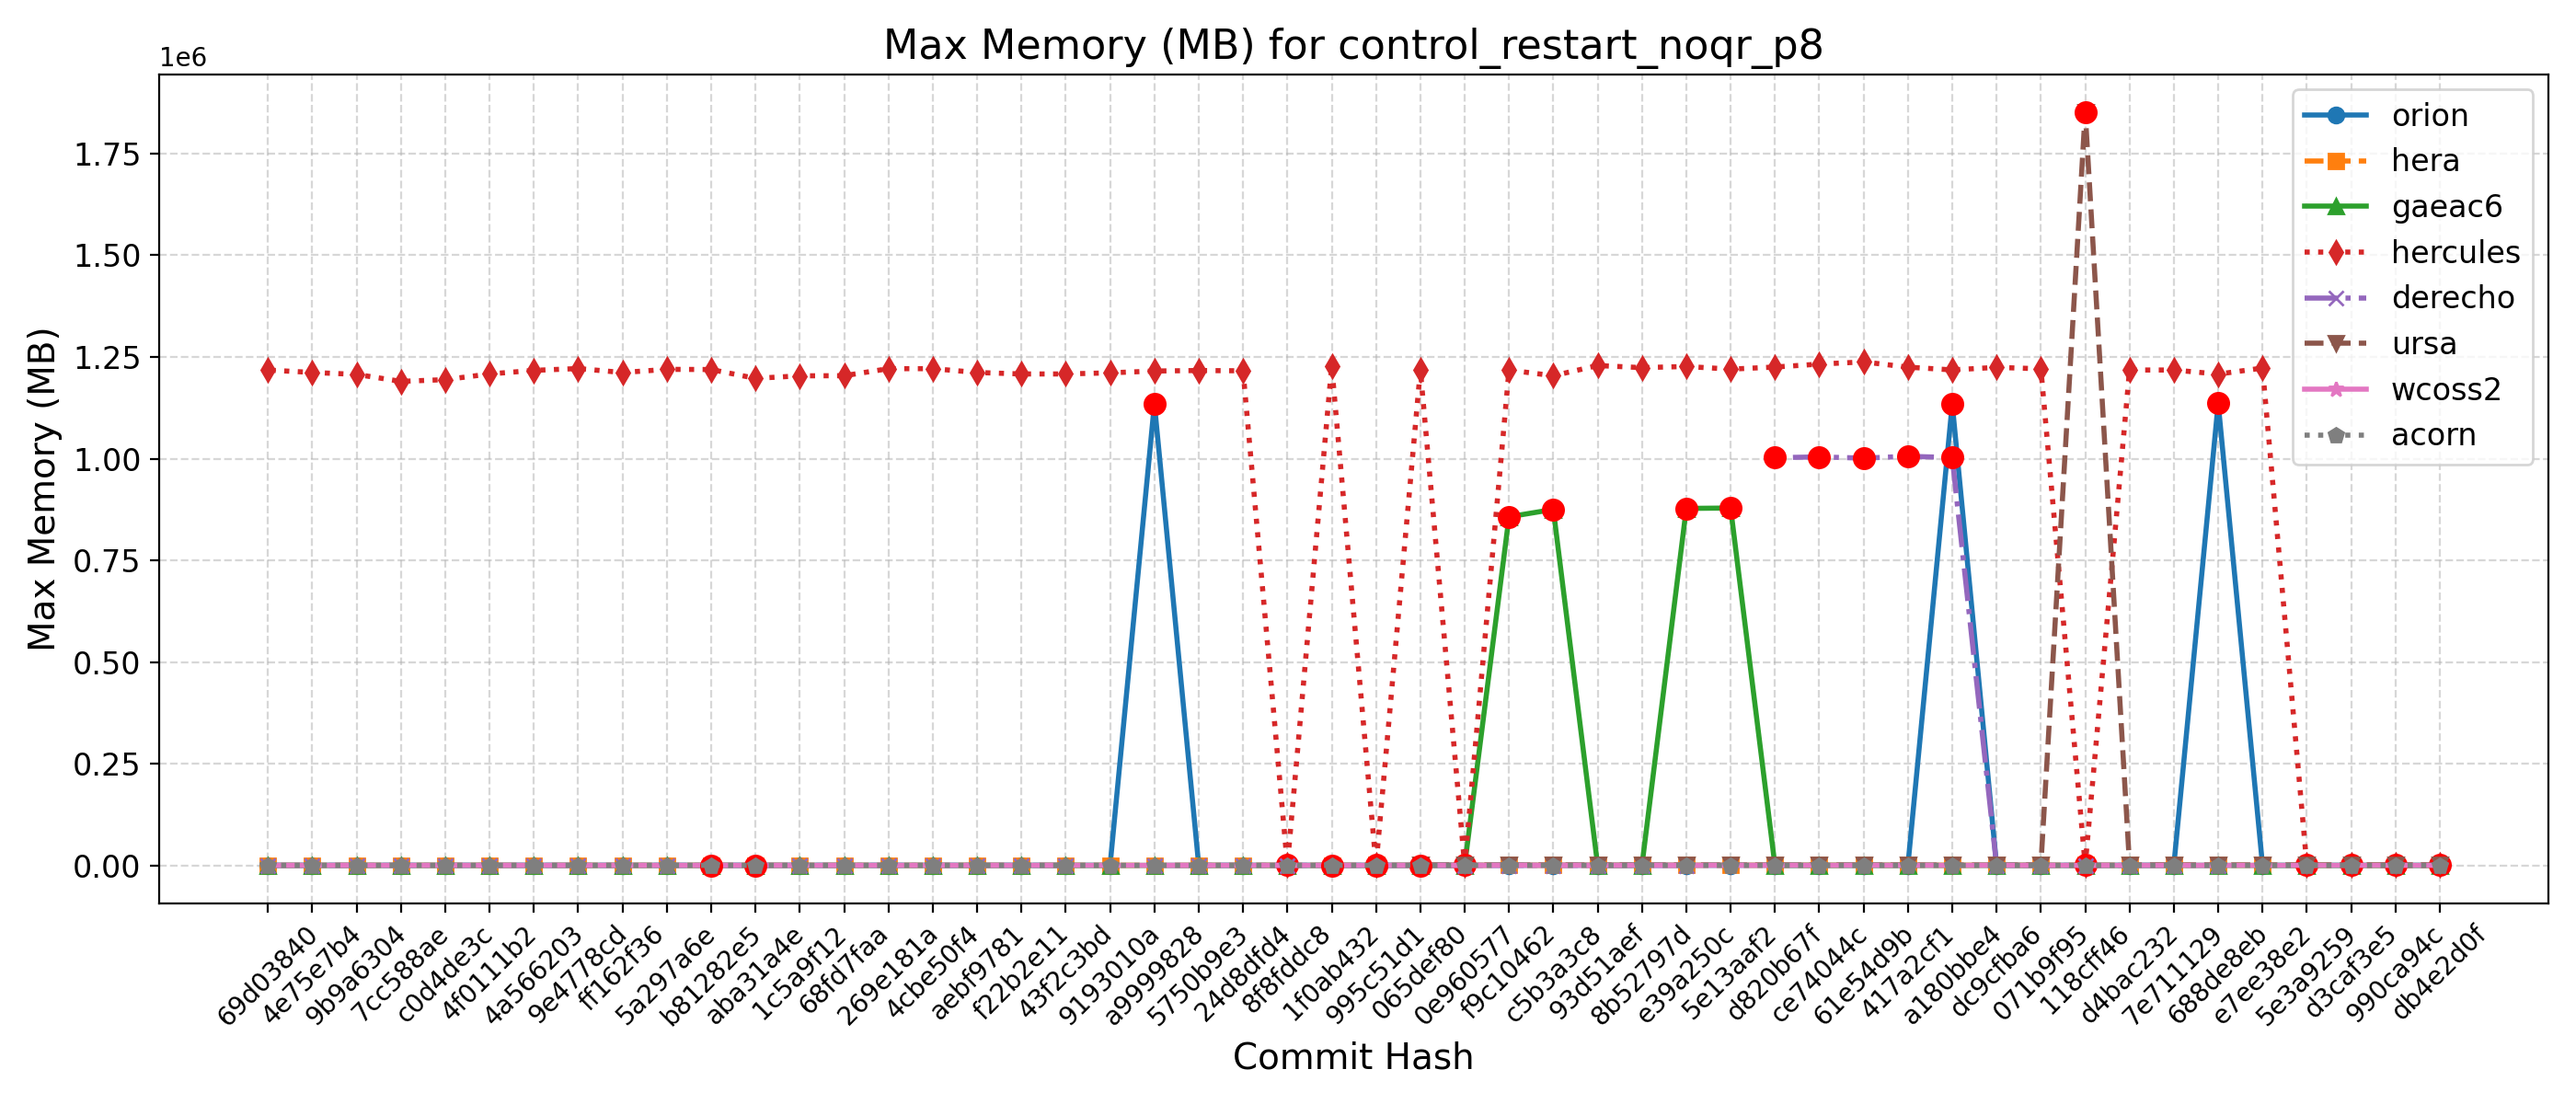 Max Memory (MB) for control_restart_noqr_p8
1e6
1.75
1.50
1.25
1.00
0.75
0.50
0.25
0.00
Max Memory (MB)
orion
hera
gaeac6
hercules
derecho
ursa
wcoss2
acorn
69d03840
4e75e7b4
9b9a6304
7cc588ae
c0d4de3c
4f0111b2
4a566203
9e4778cd
ff162f36
5a297a6e
b81282e5
aba31a4e
1c5a9f12
68fd7faa
269e181a
4cbe50f4
aebf9781
f22b2e11
43f2c3bd
9193010a
a9999828
5750b9e3
24d8dfd4
8f8fddc8
1f0ab432
995c51d1
065def80
0e960577
f9c10462
c5b3a3c8
93d51aef
8b52797d
e39a250c
5e13aaf2
d820b67f
ce74044c
61e54d9b
417a2cf1
a180bbe4
dc9cfba6
071b9f95
118cff46
d4bac232
7e711129
688de8eb
e7ee38e2
5e3a9259
d3caf3e5
990ca94c
db4e2d0f
Commit Hash